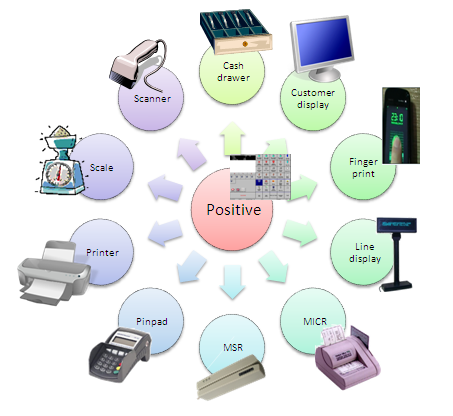 Cash
drawer
Customer
display
Finger
print
Line
display
MICR
MSR
Pinpad
Printer
Scale
Scanner
Positive